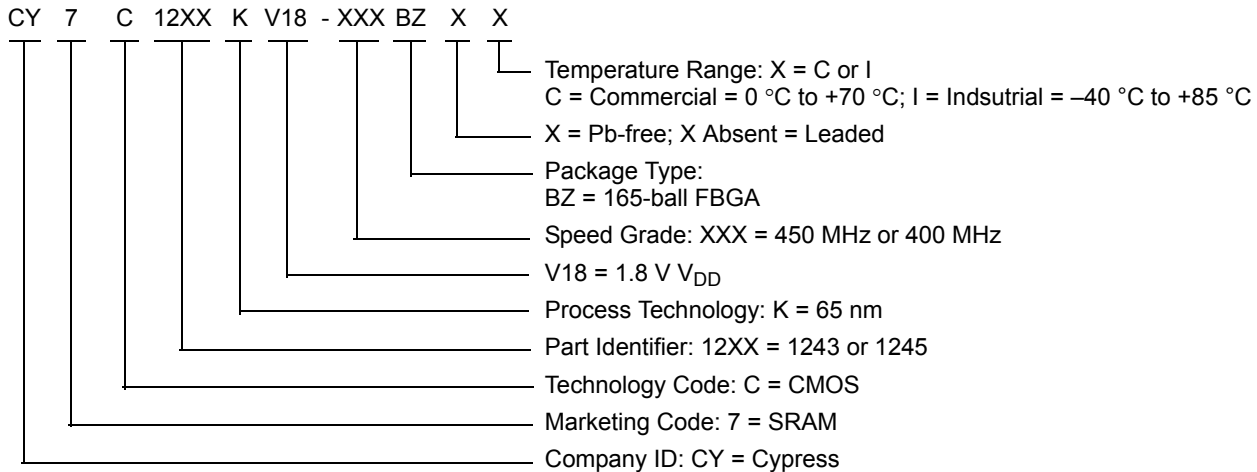 CY 7 C 12XX K V18 - XXX BZ X X
Temperature Range: X = C or I
C = Commercial = 0 °C to +70 °C; I = Indsutrial = –40 °C to +85 °C
X = Pb-free; X Absent = Leaded
Package Type:
BZ = 165-ball FBGA
Speed Grade: XXX = 450 MHz or 400 MHz
V18 = 1.8 V VDD
Process Technology: K = 65 nm
Part Identifier: 12XX = 1243 or 1245
Technology Code: C = CMOS
Marketing Code: 7 = SRAM
Company ID: CY = Cypress